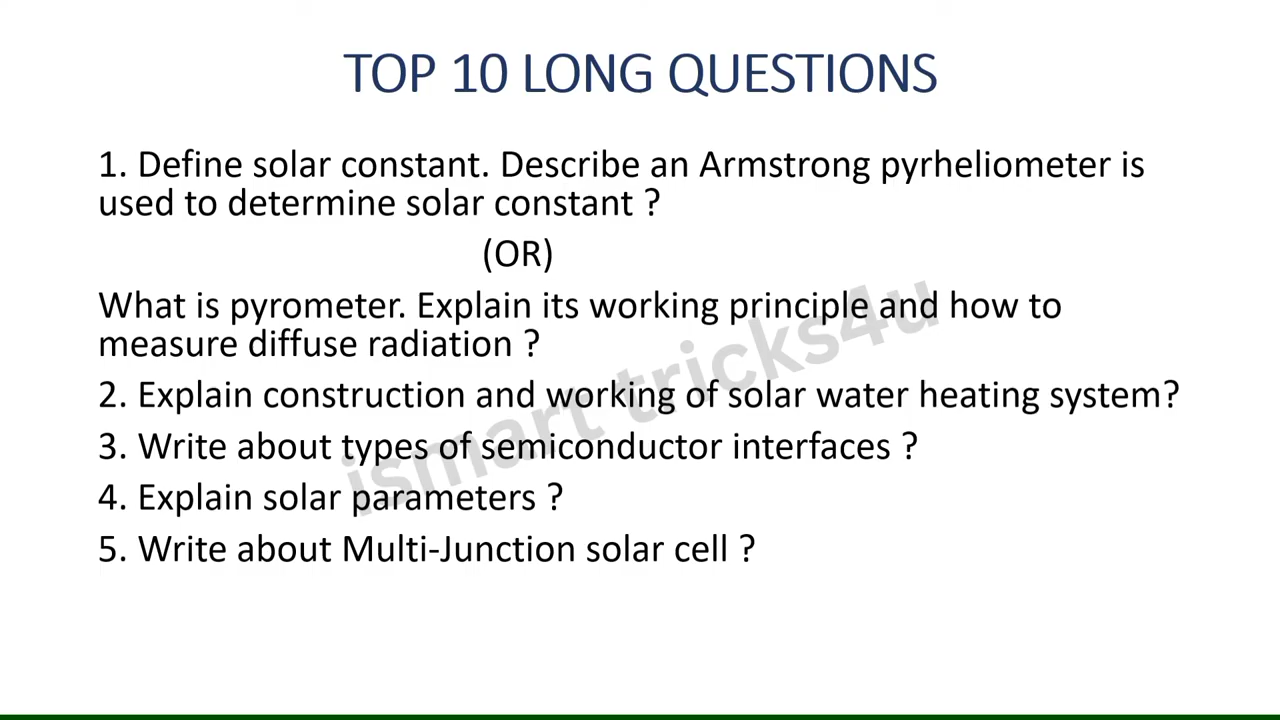 TOP 10 LONG QUESTIONS
1. Define solar constant. Describe an Armstrong pyrheliometer is
used to determine solar constant ?
(OR)
What is pyrometer. Explain its working principle and how to
measure diffuse radiation ?
2. Explain construction and working of solar water heating system?
3. Write about types of semiconductor interfaces ?
4. Explain solar parameters ?
5. Write about Multi-Junction solar cell ?
ismart tricks4u